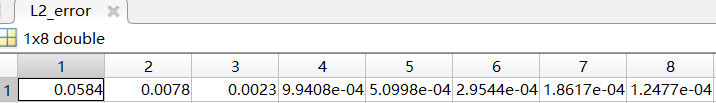 L2_error
1x8 double
1 2 3 4 5 6 7 8
1 0.0584 0.0078 0.0023 9.9408e-04 5.0998e-04 2.9544e-04 1.8617e-04 1.2477e-04